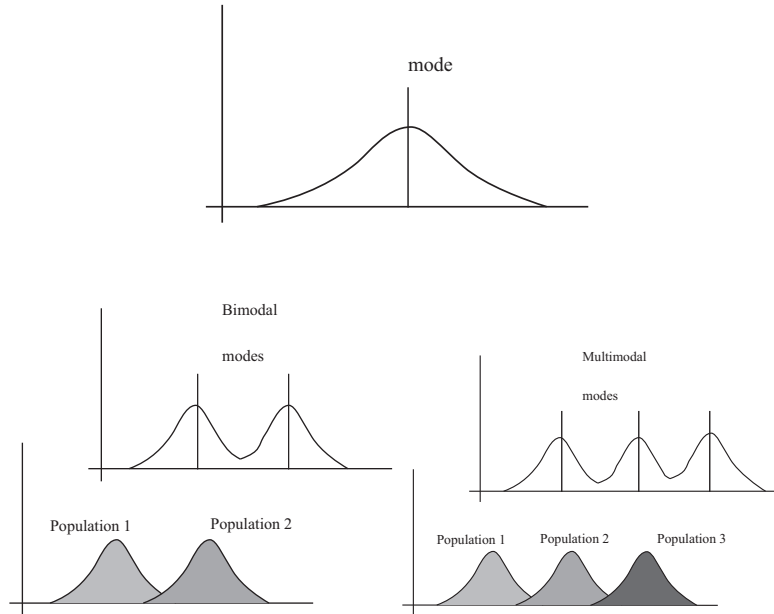 mode
Bimodal
modes
Multimodal
modes
Population 1
Population 2
Population 1
Population 2
Population 3